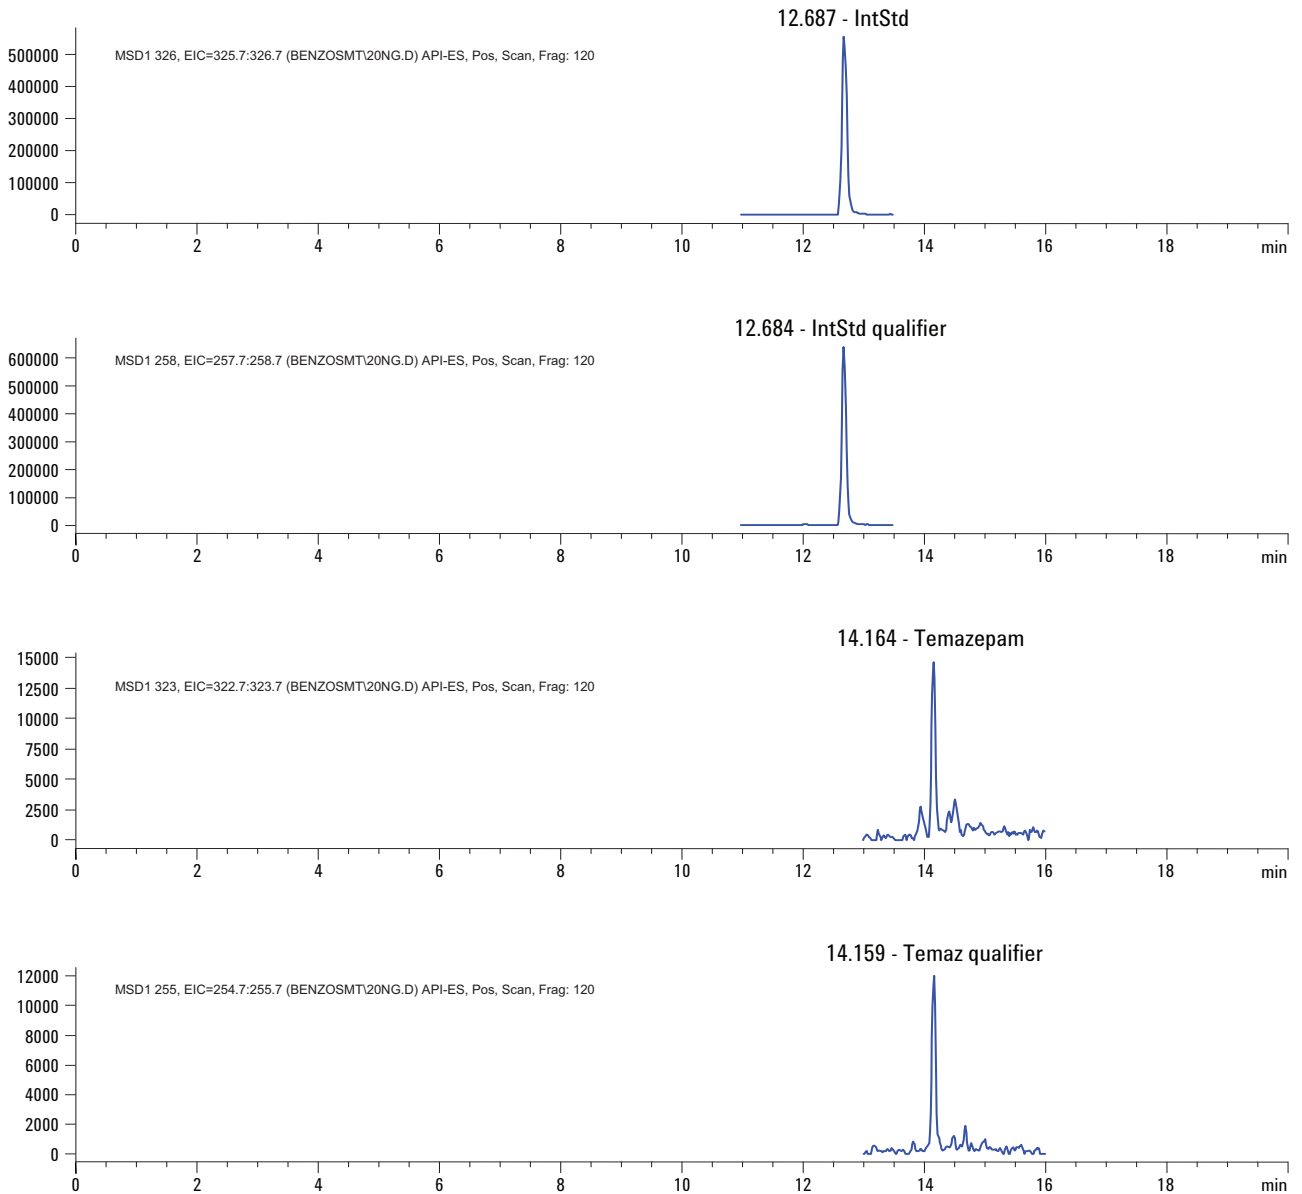 12.687 - IntStd
MSD1 326, EIC=325.7:326.7 (BENZOSMT\20NG.D) API-ES, Pos, Scan, Frag: 120
500000
400000
300000
200000
100000
0
0 2 4 6 8 10 12 14 16 18 min
12.684 - IntStd qualifier
MSD1 258, EIC=257.7:258.7 (BENZOSMT\20NG.D) API-ES, Pos, Scan, Frag: 120
600000
500000
400000
300000
200000
100000
0
0 2 4 6 8 10 12 14 16 18 min
14.164 - Temazepam
15000
MSD1 323, EIC=322.7:323.7 (BENZOSMT\20NG.D) API-ES, Pos, Scan, Frag: 120
12500
10000
7500
5000
2500
0
0 2 4 6 8 10 12 14 16 18 min
14.159 - Temaz qualifier
12000
MSD1 255, EIC=254.7:255.7 (BENZOSMT\20NG.D) API-ES, Pos, Scan, Frag: 120
10000
8000
6000
4000
2000
0
0 2 4 6 8 10 12 14 16 18 min